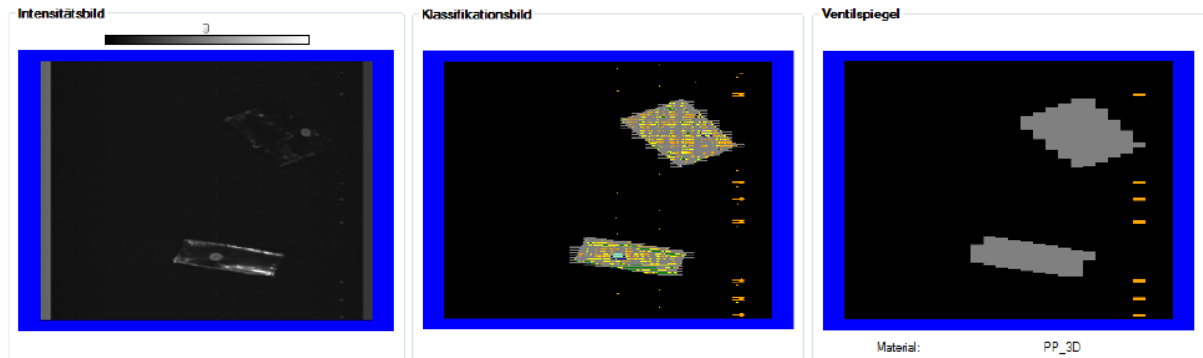 Intensitätsbild
Klassifikationsbild
Ventilspiegel
Material: PP_3D